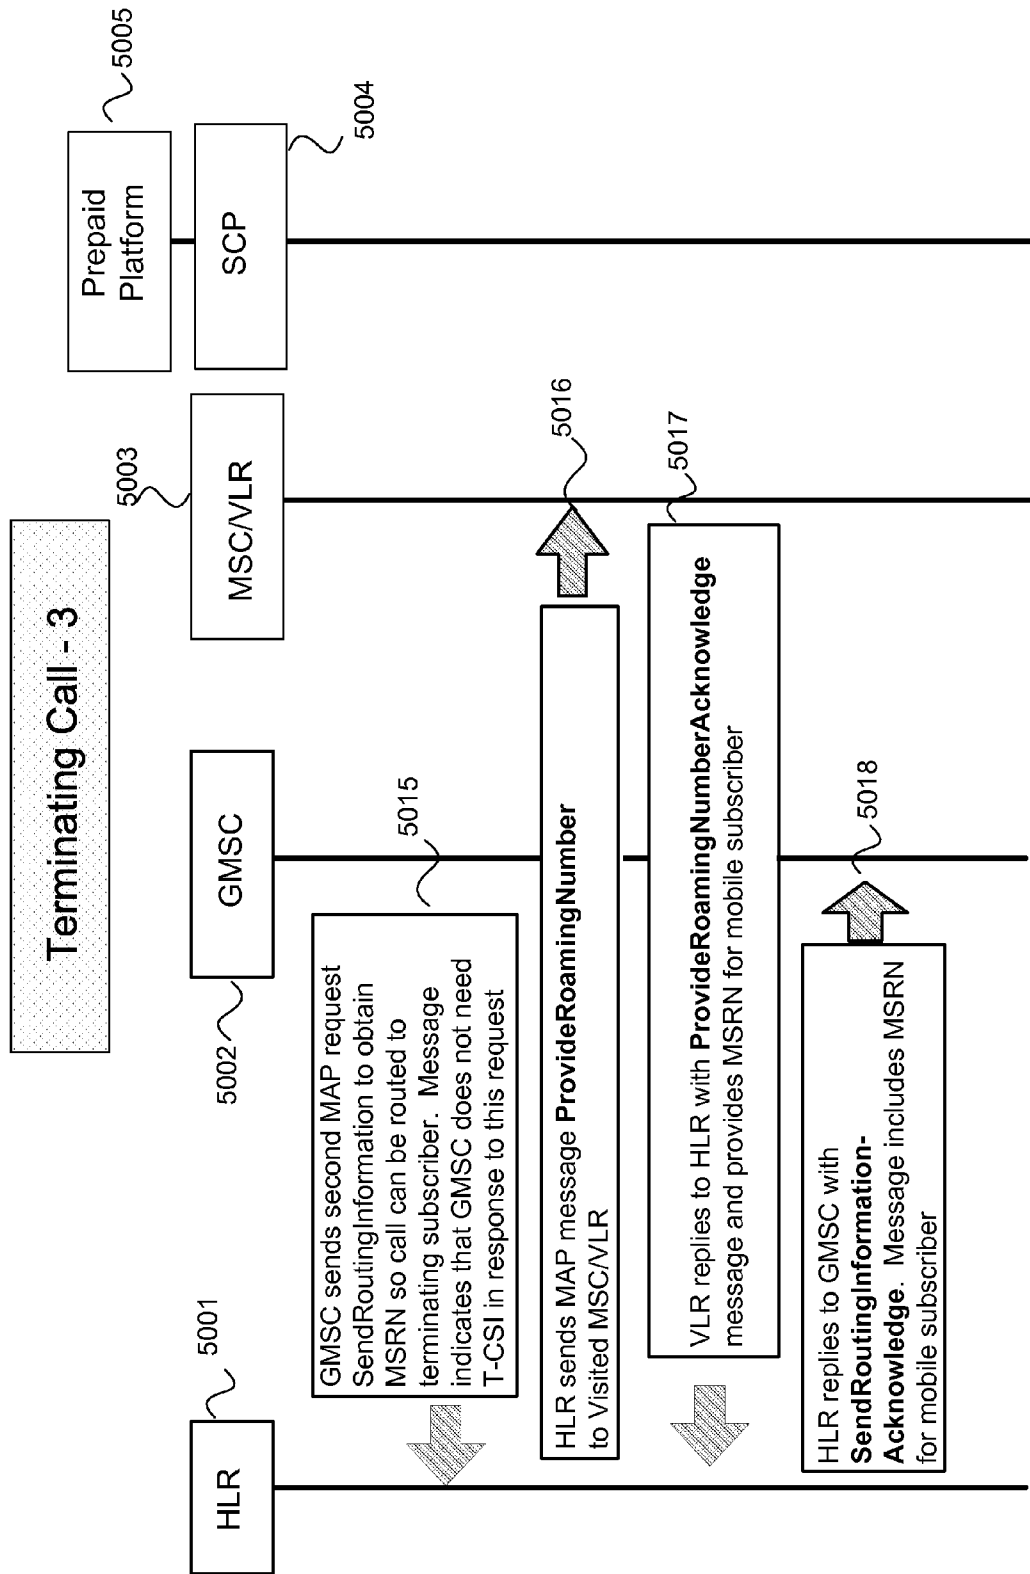 Terminating Call - 3
HLR
5001
GMSC
5002
MSC/VLR
5003
SCP
5004
Prepaid
Platform
5005
GMSC sends second MAP request
SendRoutingInformation to obtain
MSRN so call can be routed to
terminating subscriber.  Message
indicates that GMSC does not need
T-CSI in response to this request
5015
HLR sends MAP message ProvideRoamingNumber
to Visited MSC/VLR
5016
VLR replies to HLR with ProvideRoamingNumberAcknowledge
message and provides MSRN for mobile subscriber
5017
HLR replies to GMSC with
SendRoutingInformation-
Acknowledge.  Message includes MSRN
for mobile subscriber
5018